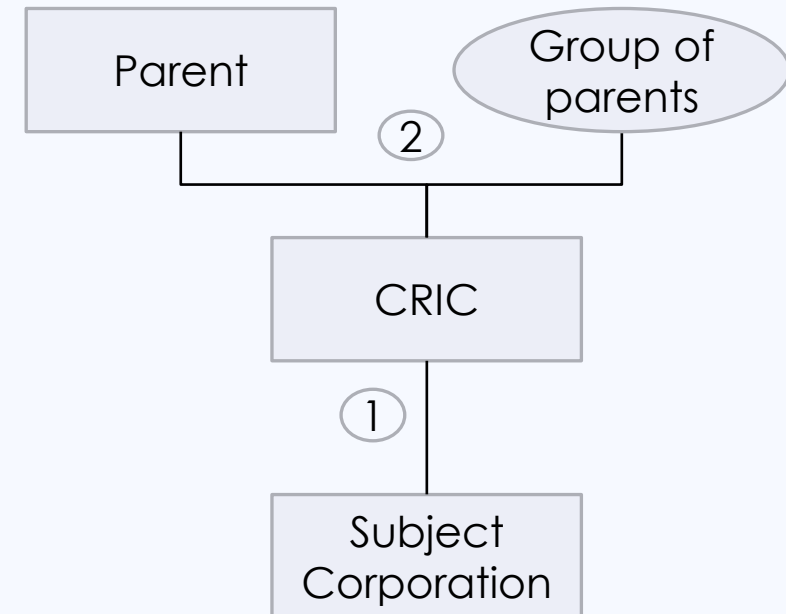 Parent
Group of
parents
2
CRIC
1
Subject
Corporation